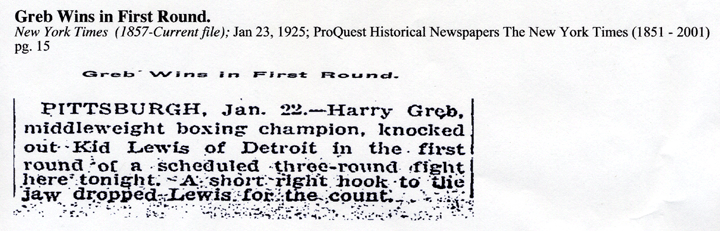 Greb Wins in First Round.
New York Times (1857-Current file); Jan 23, 1925; ProQuest Historical Newspapers The New York Times (1851 - 2001)
pg. 15
Greb Wins in First Round.
PITTSBURGH, Jan. 22.—Harry Greb,
middleweight boxing champion, knocked
out Kid Lewis of Detroit in the first
round of a scheduled three-round fight
here tonight. A short right hook to the
jaw dropped Lewis for the count.